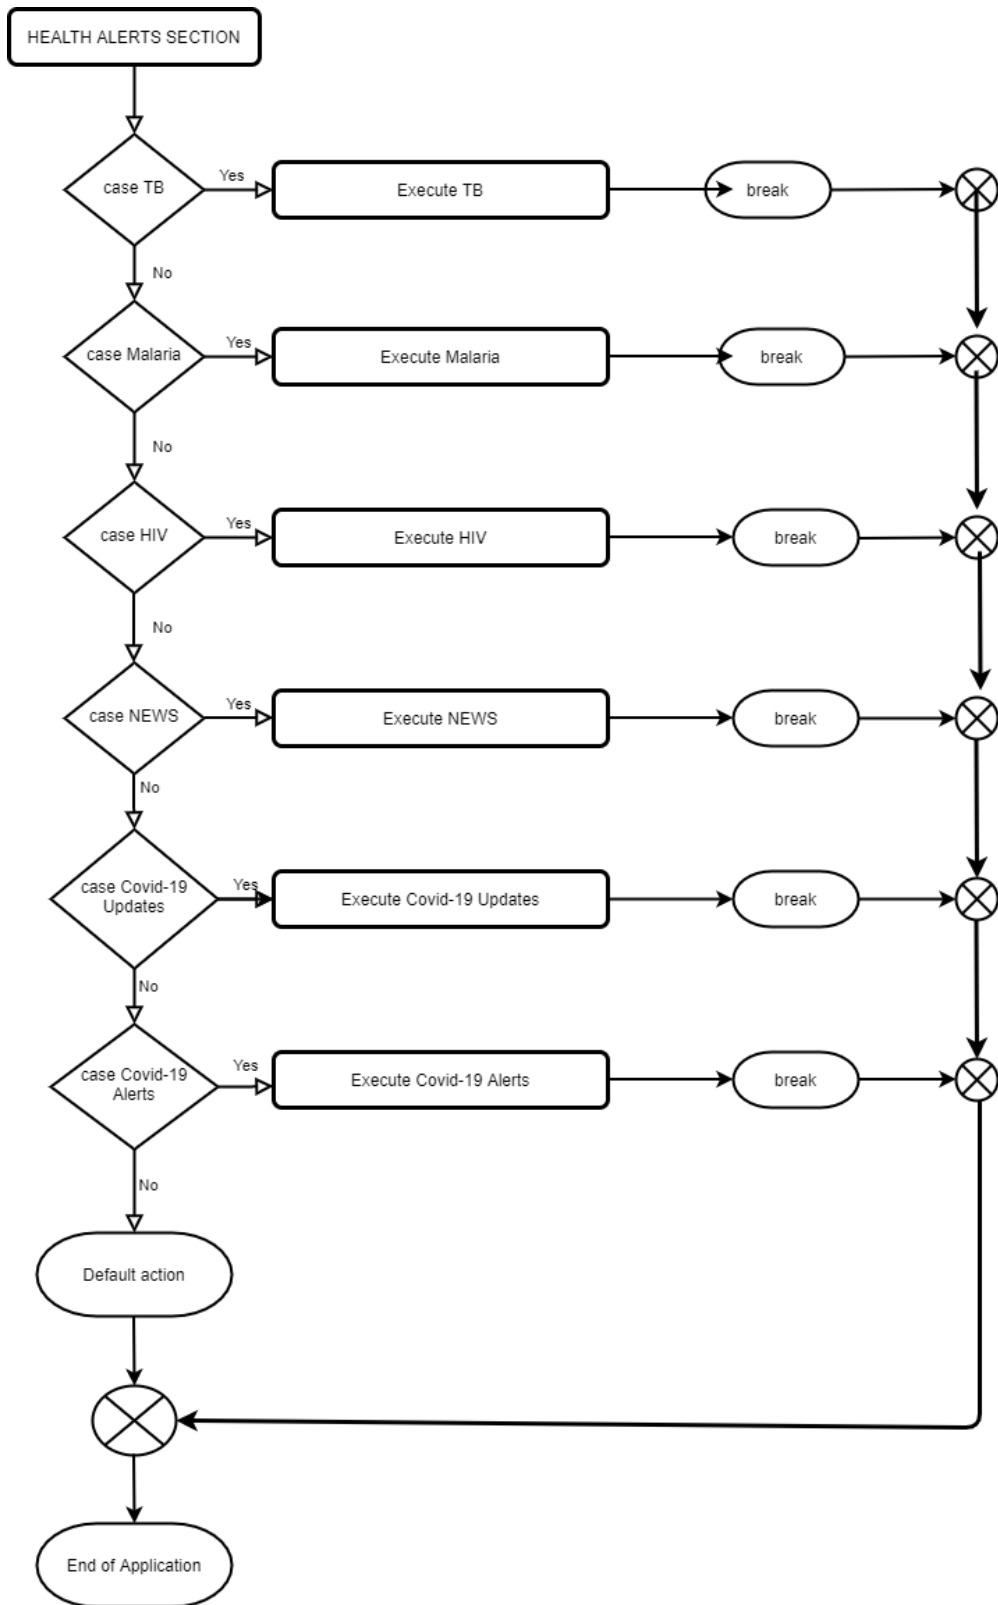 HEALTH ALERTS SECTION
case TB
Yes
Execute TB
break
No
case Malaria
Yes
Execute Malaria
break
No
case HIV
Yes
Execute HIV
break
No
case NEWS
Yes
Execute NEWS
break
No
case Covid-19
Updates
Yes
Execute Covid-19 Updates
break
No
case Covid-19
Alerts
Yes
Execute Covid-19 Alerts
break
No
Default action
End of Application